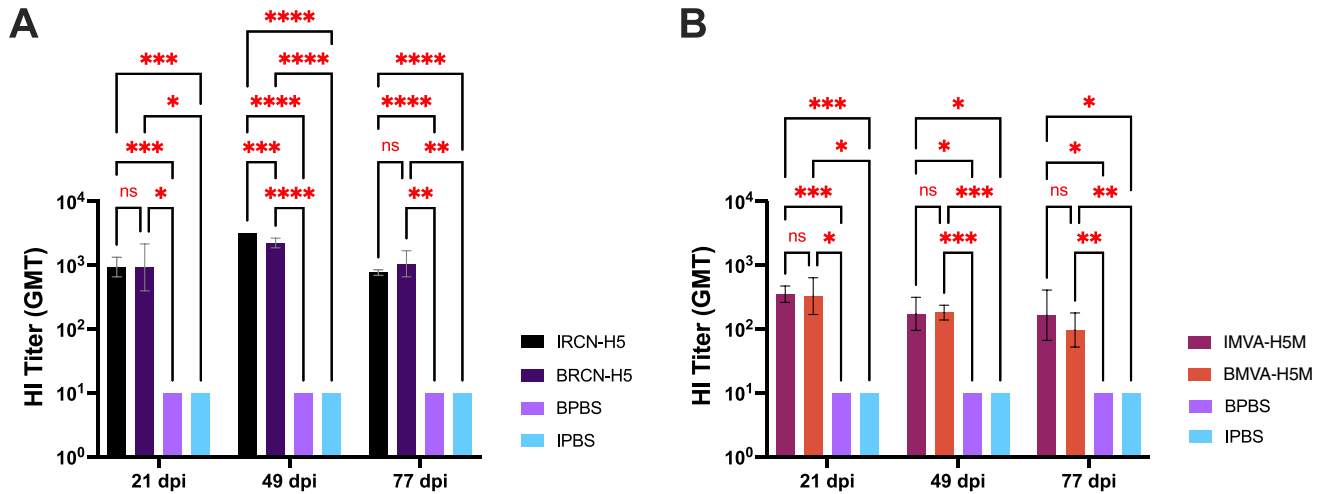 A
****
*** **** ****
* **** ****
*** *** ns **
ns * **** **
HI Titer (GMT)
10⁴
10³
10²
10¹
10⁰
21 dpi 49 dpi 77 dpi
IRCN-H5
BRCN-H5
BPBS
IPBS
B
*** * *
* * *
*** ns *** ns **
ns * *** **
HI Titer (GMT)
10⁴
10³
10²
10¹
10⁰
21 dpi 49 dpi 77 dpi
IMVA-H5M
BMVA-H5M
BPBS
IPBS